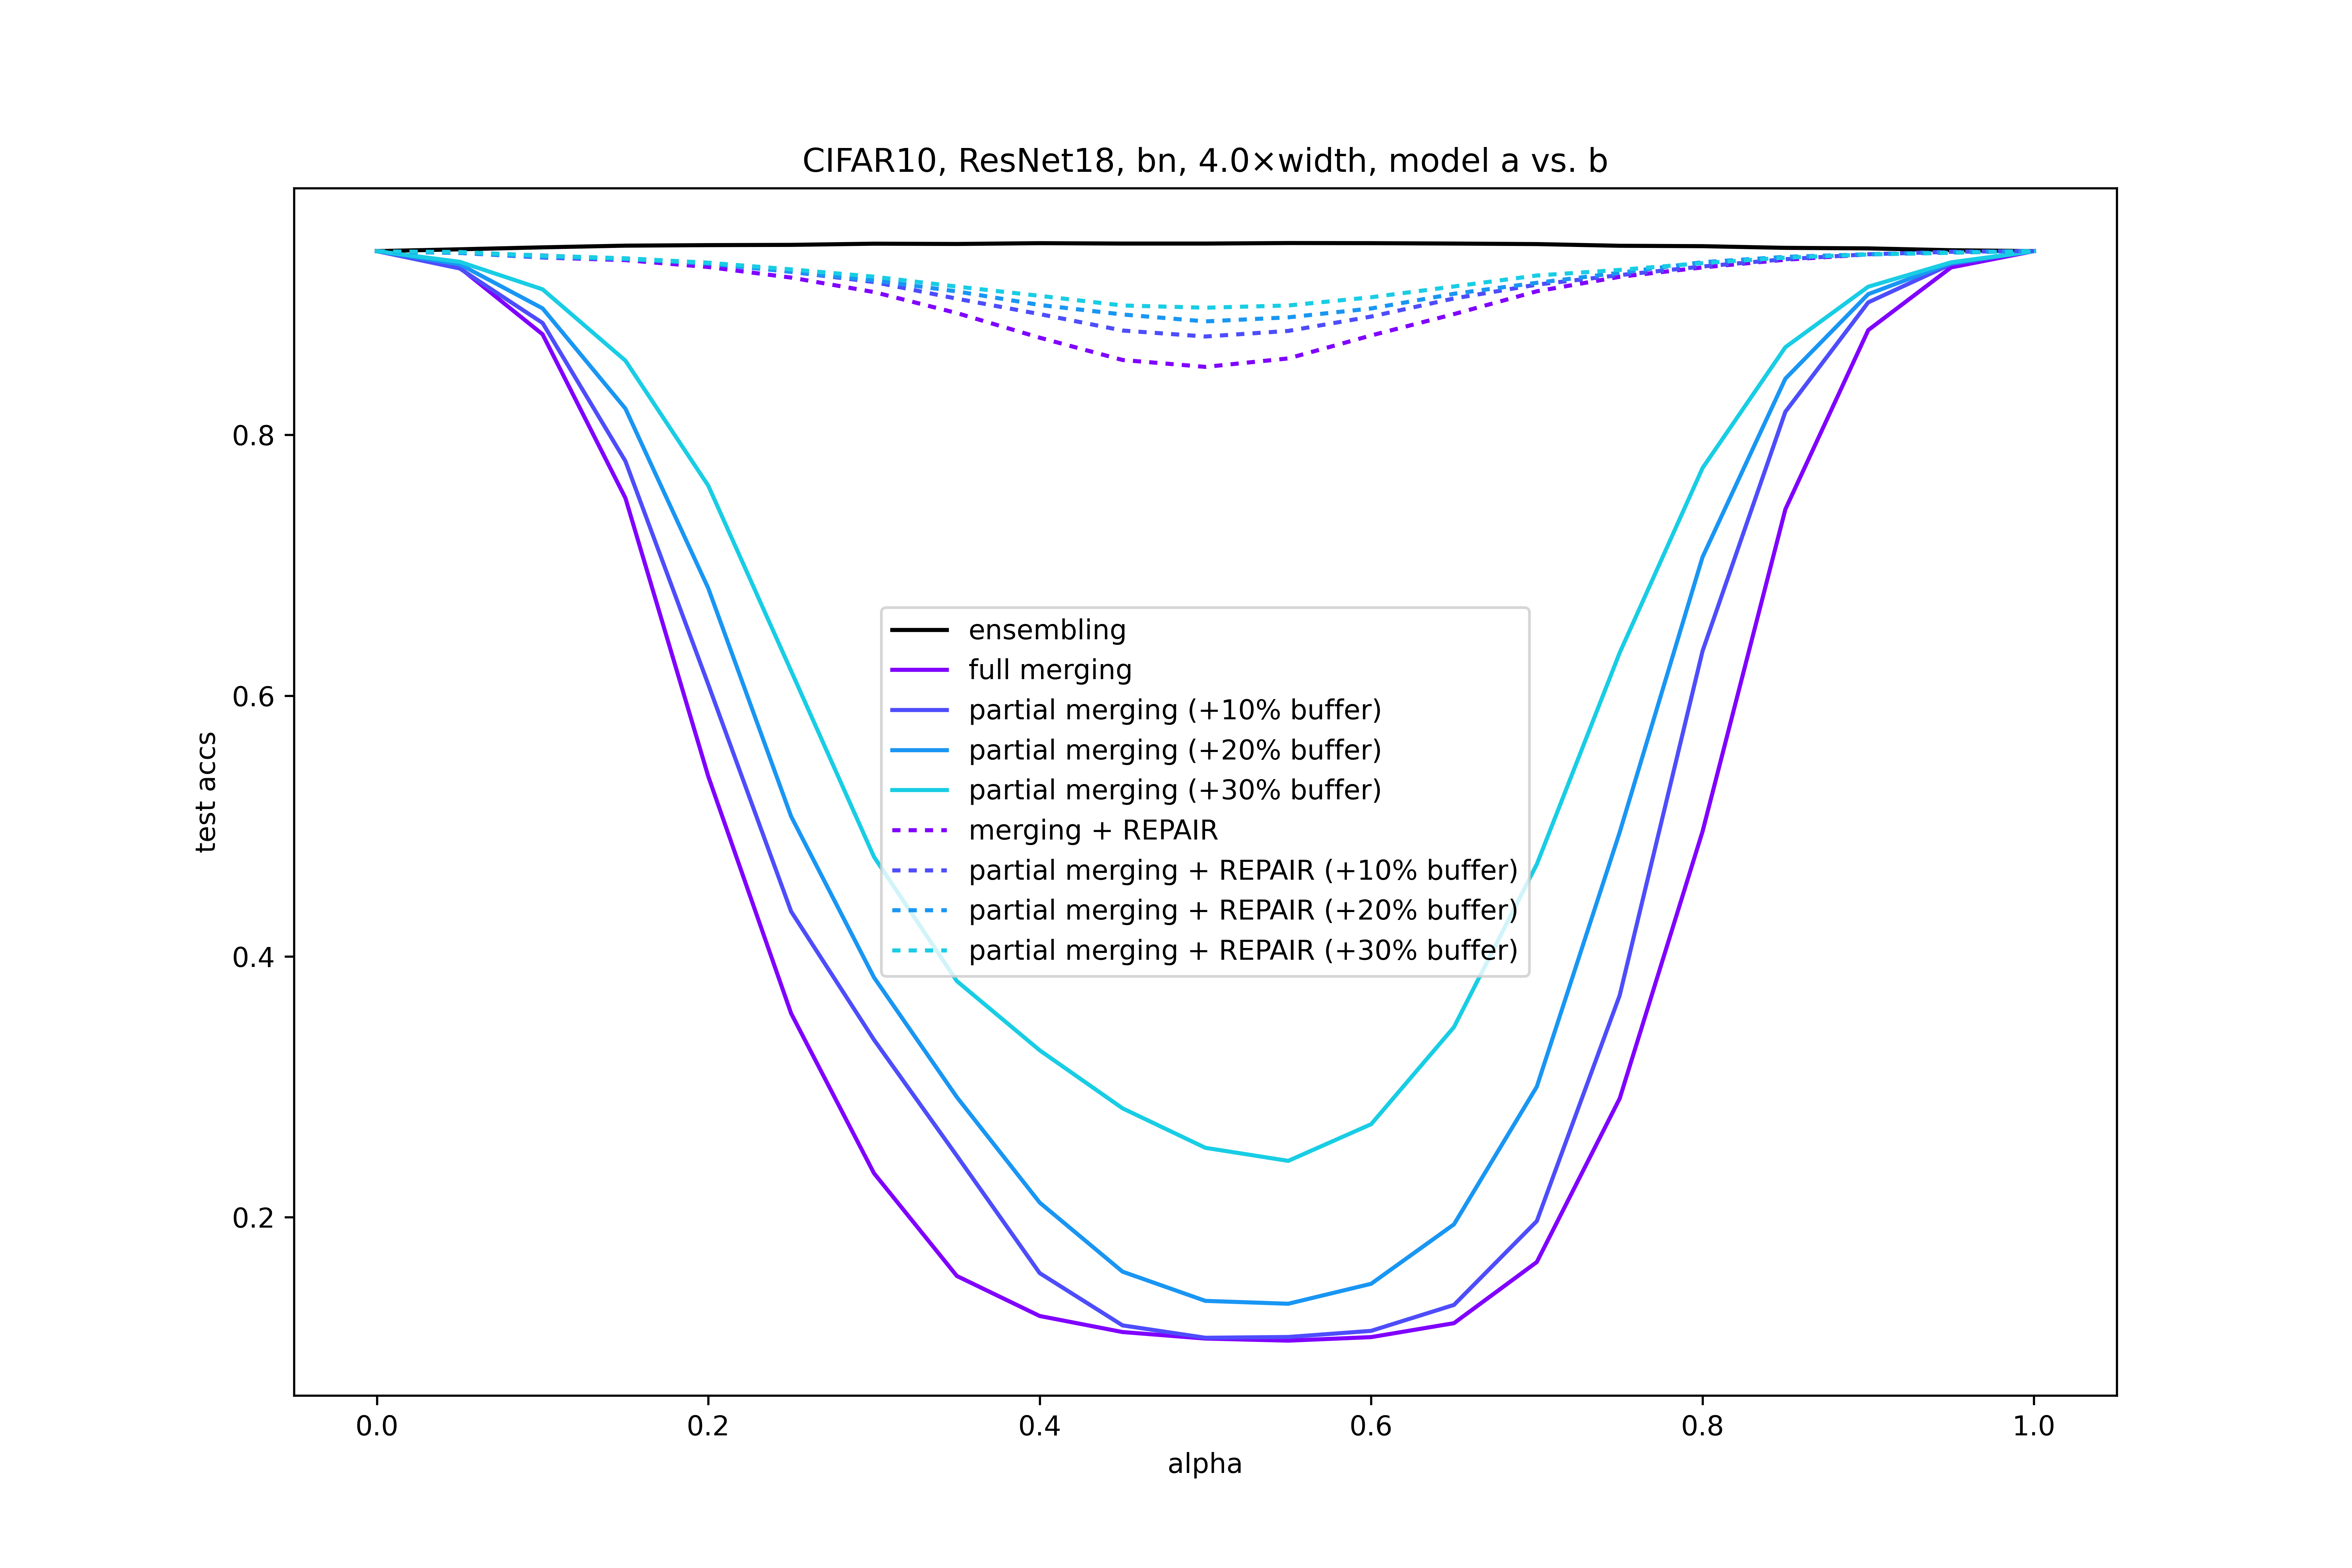 CIFAR10, ResNet18, bn, 4.0×width, model a vs. b
test accs
0.8
0.6
0.4
0.2
ensembling
full merging
partial merging (+10% buffer)
partial merging (+20% buffer)
partial merging (+30% buffer)
merging + REPAIR
partial merging + REPAIR (+10% buffer)
partial merging + REPAIR (+20% buffer)
partial merging + REPAIR (+30% buffer)
0.0 0.2 0.4 0.6 0.8 1.0
alpha